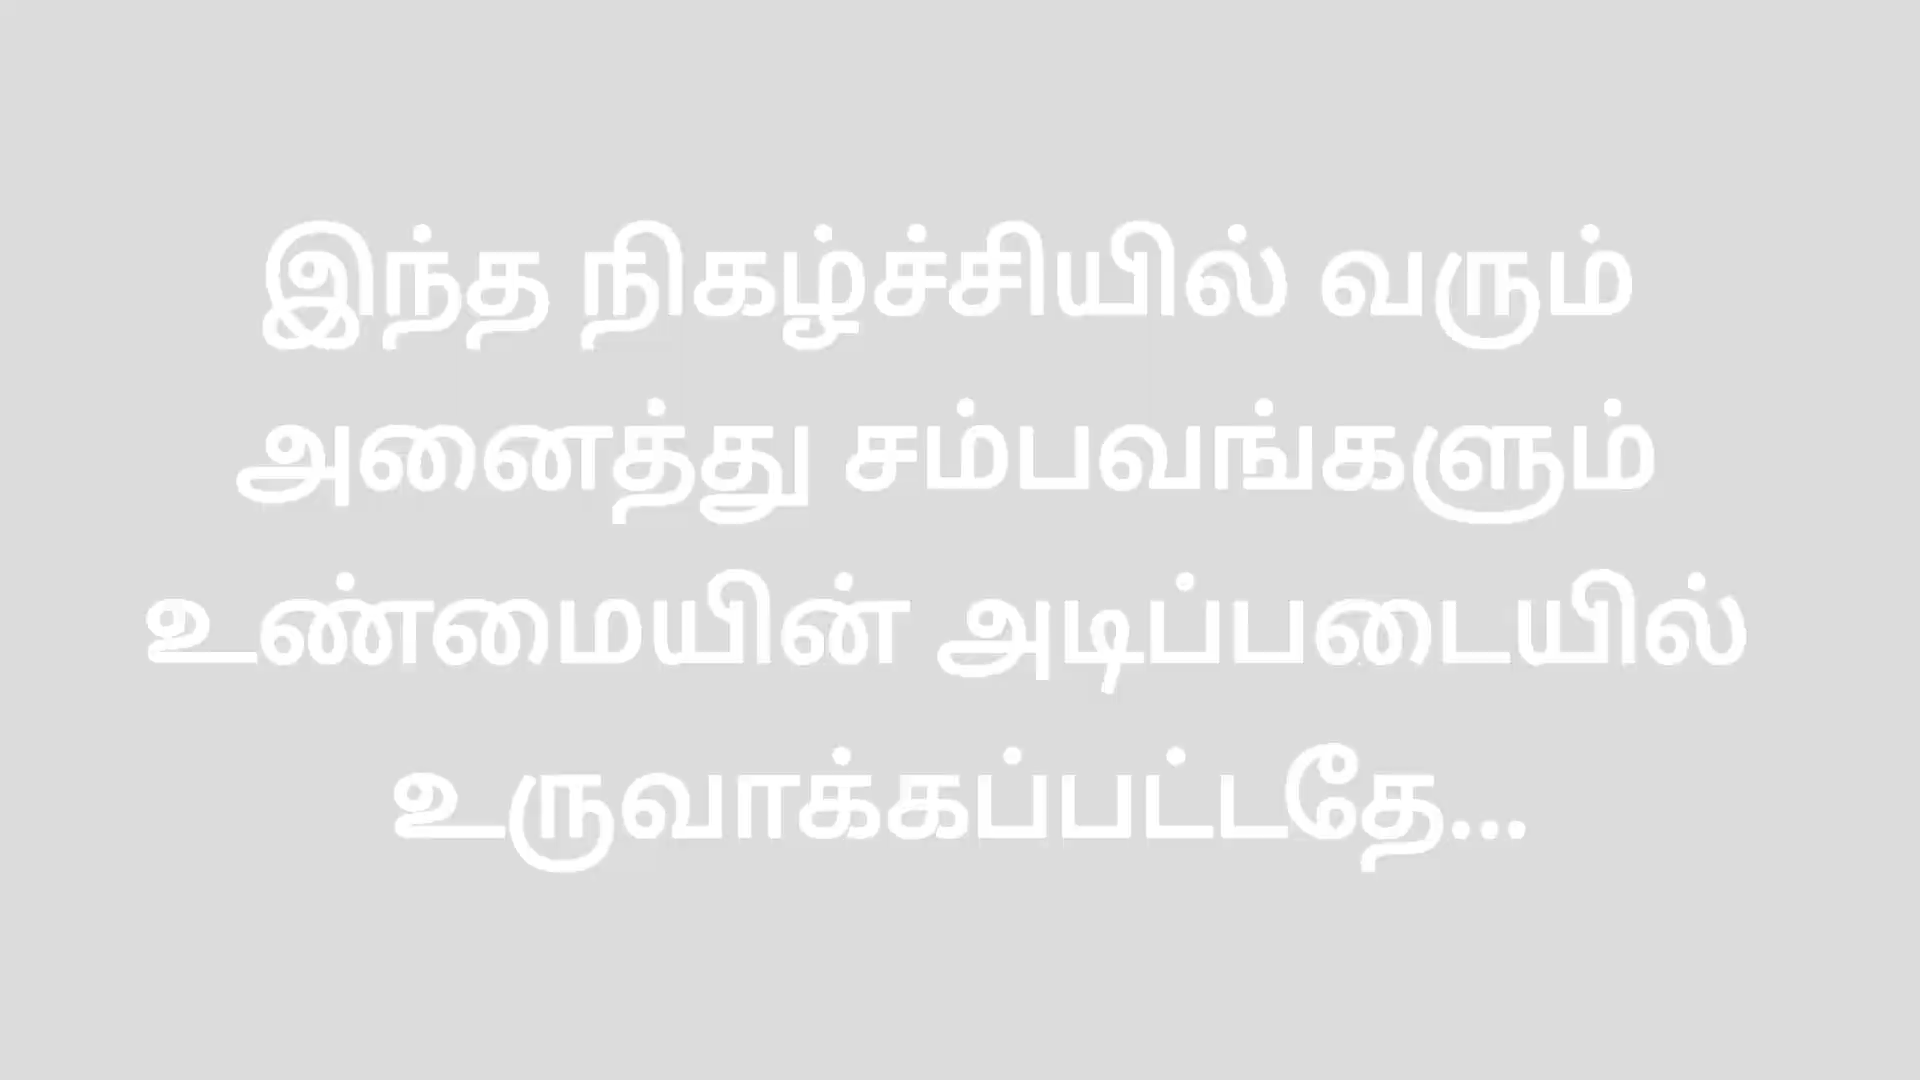 இந்த நிகழ்ச்சியில் வரும்
அனைத்து சம்பவங்களும்
உண்மையின் அடிப்படையில்
உருவாக்கப்பட்டதே...